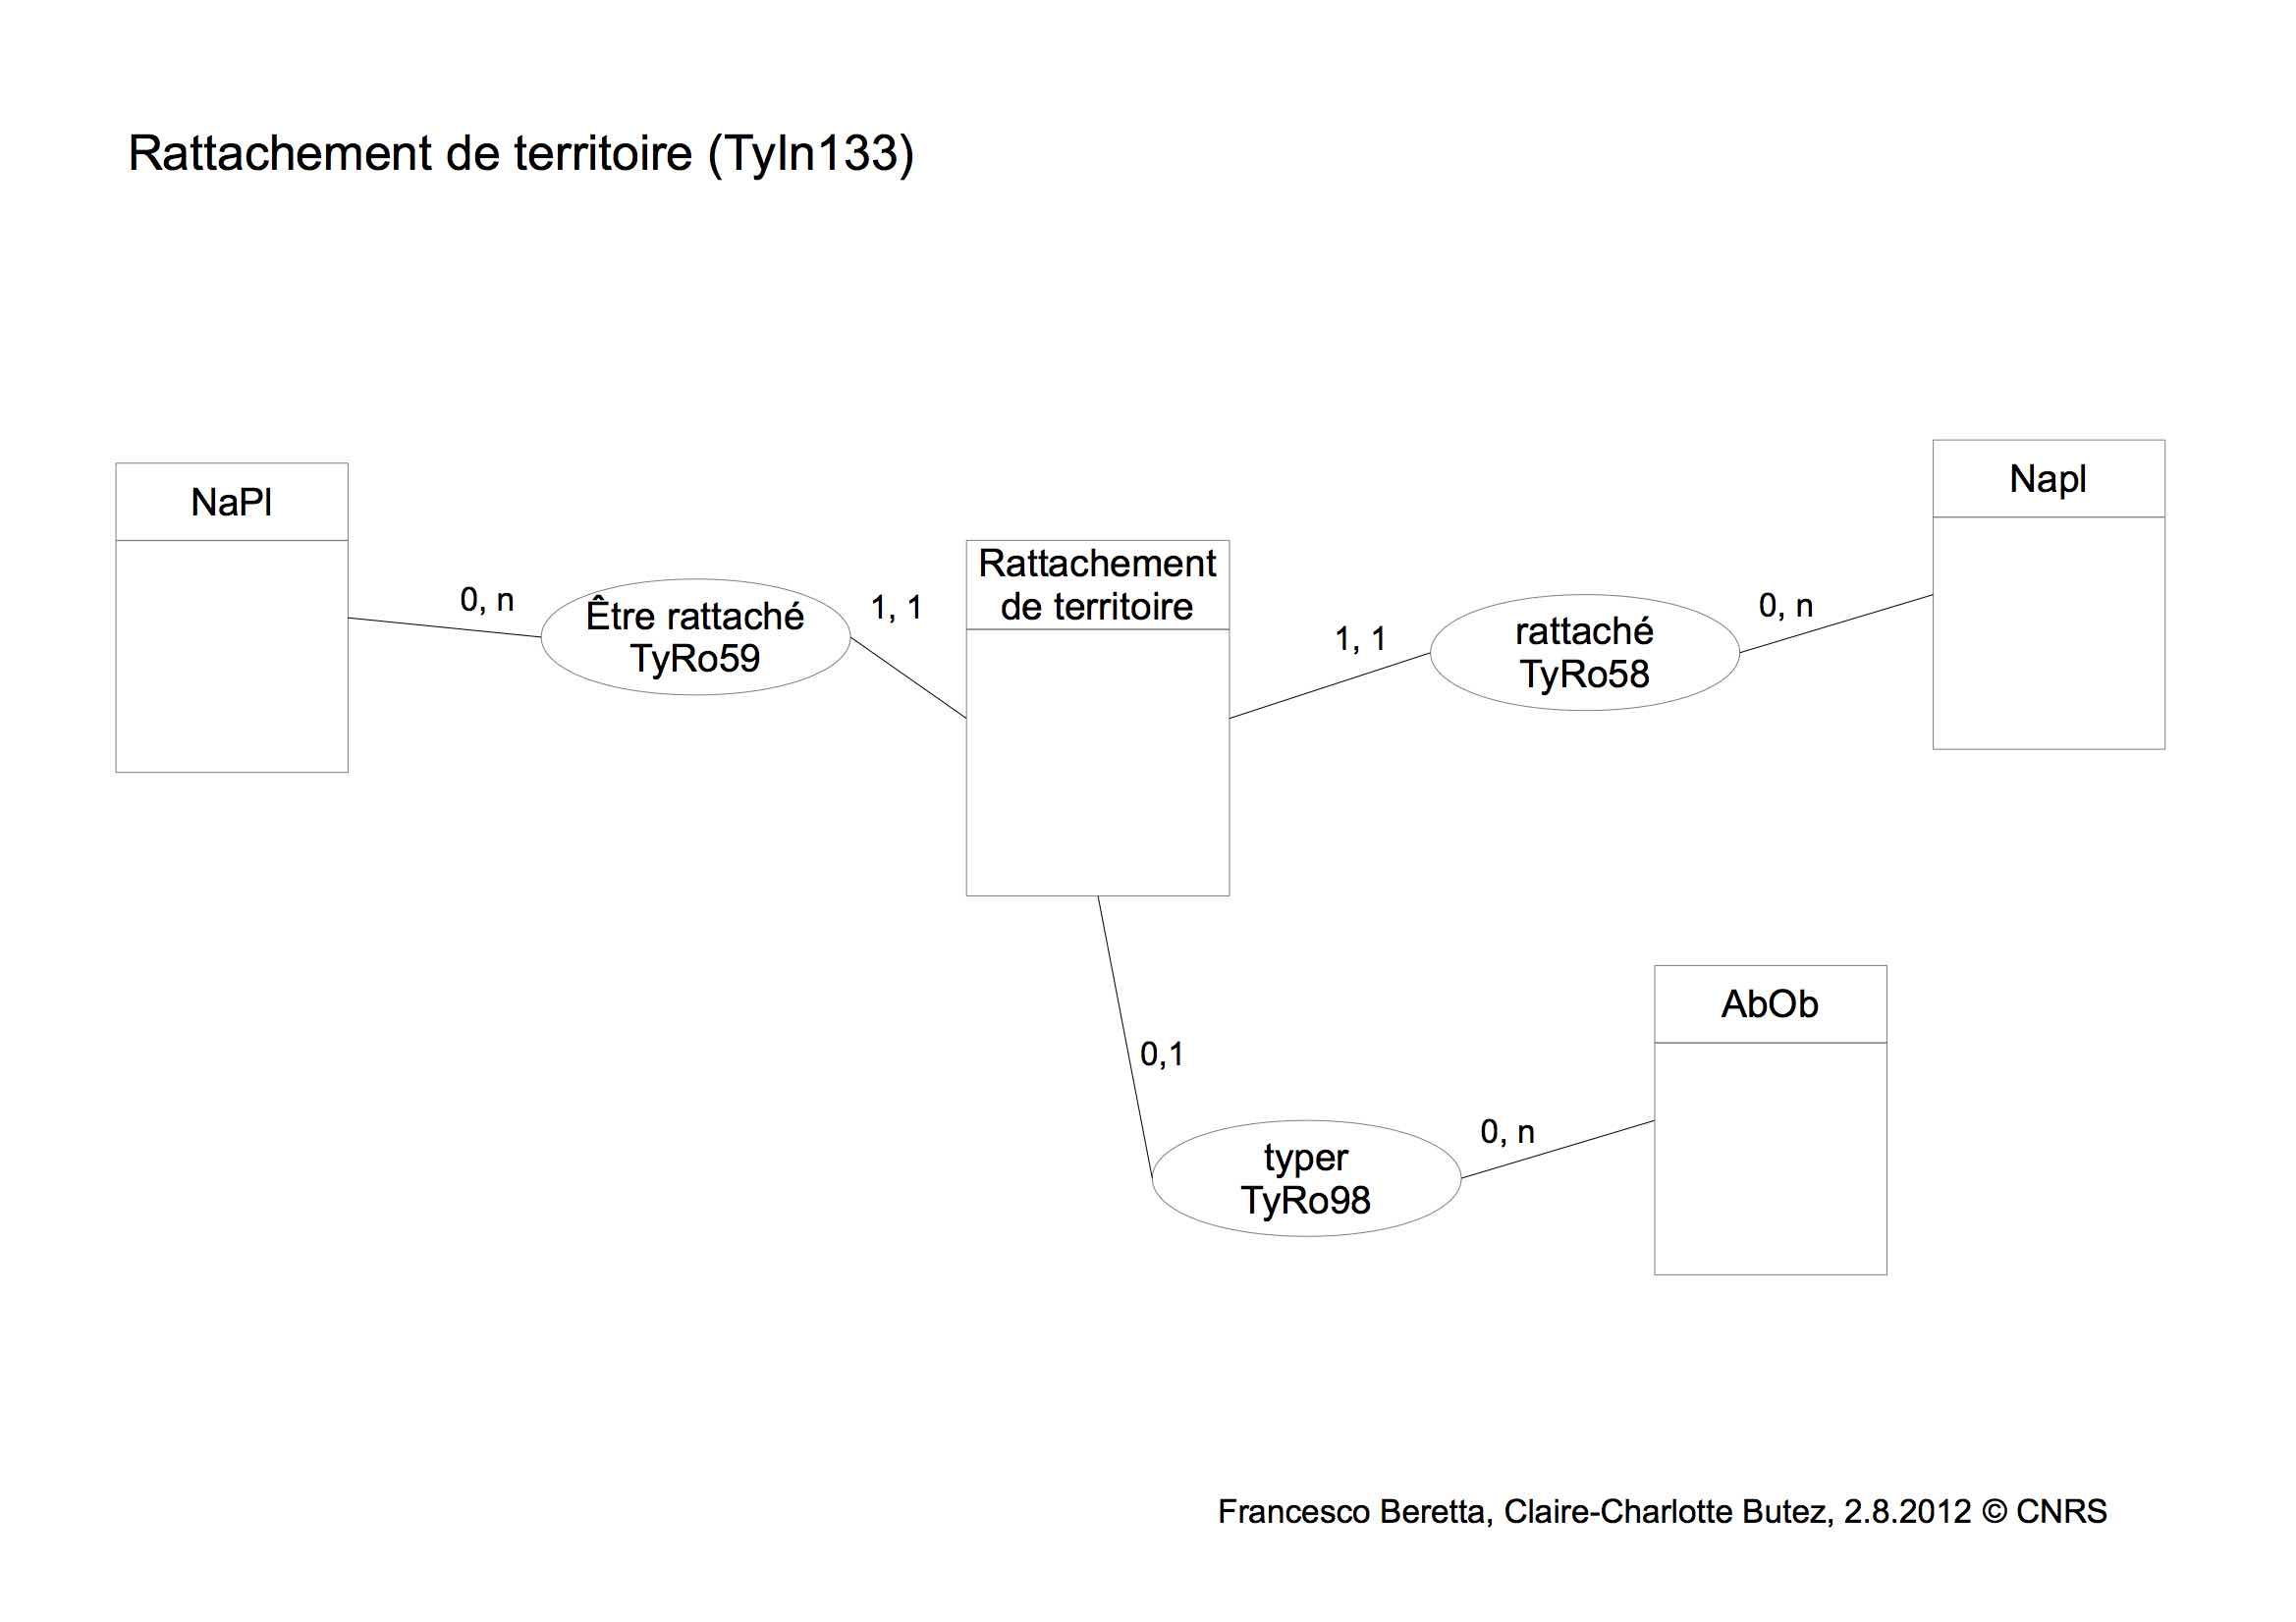 Rattachement de territoire (TyIn133)
NaPl
0, n
Être rattaché
TyRo59
1, 1
Rattachement
de territoire
1, 1
rattaché
TyRo58
0, n
Napl
0,1
typer
TyRo98
0, n
AbOb
Francesco Beretta, Claire-Charlotte Butez, 2.8.2012 © CNRS